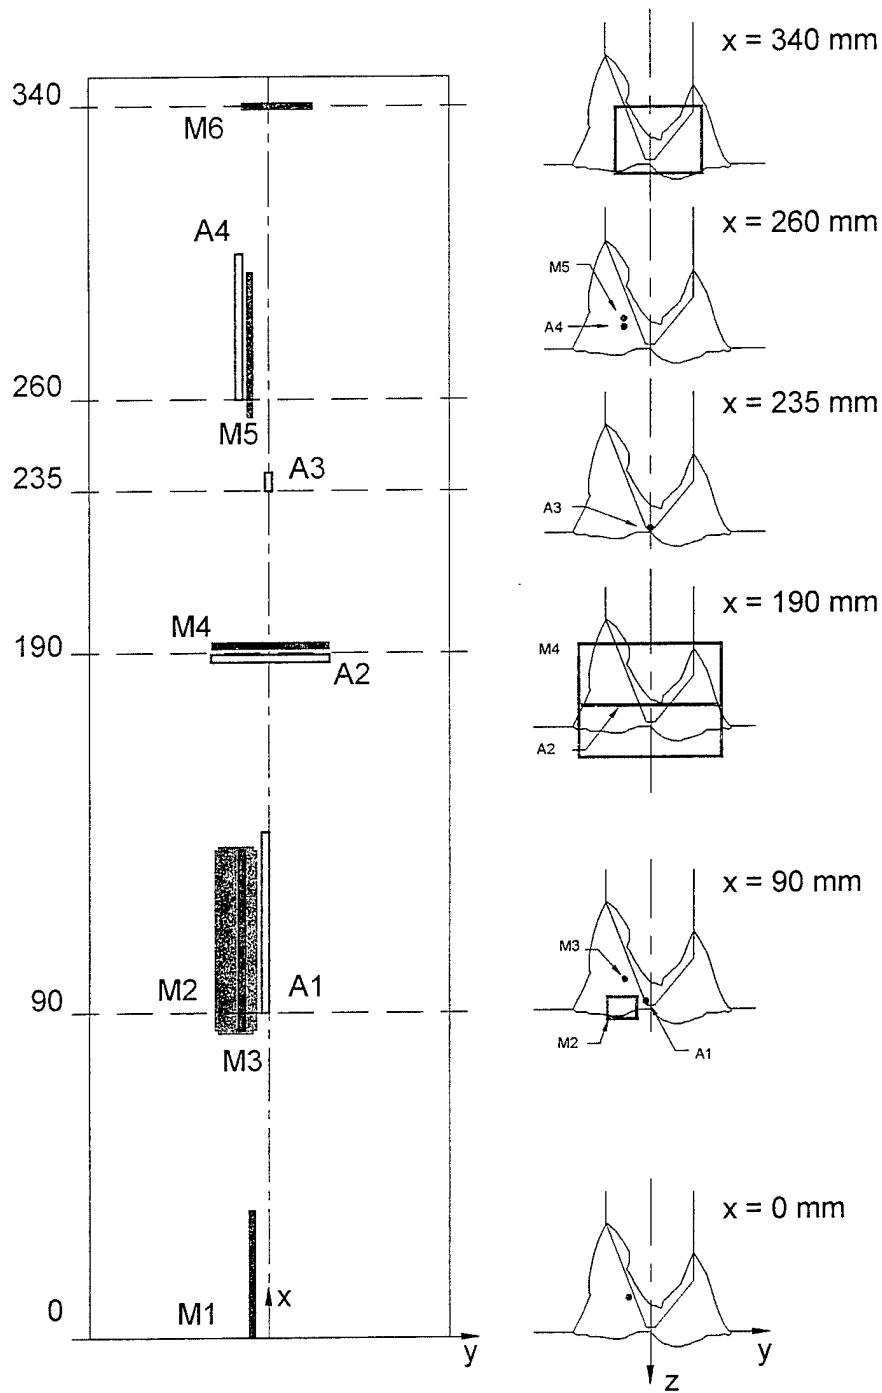 x = 340 mm
340
M6
A4
x = 260 mm
M5
A4
260
M5
x = 235 mm
A3
235
A3
x = 190 mm
M4
M4
190
A2
A2
x = 90 mm
M3
M2
A1
90
M2
A1
M3
x = 0 mm
x
M1
0
y
y
z